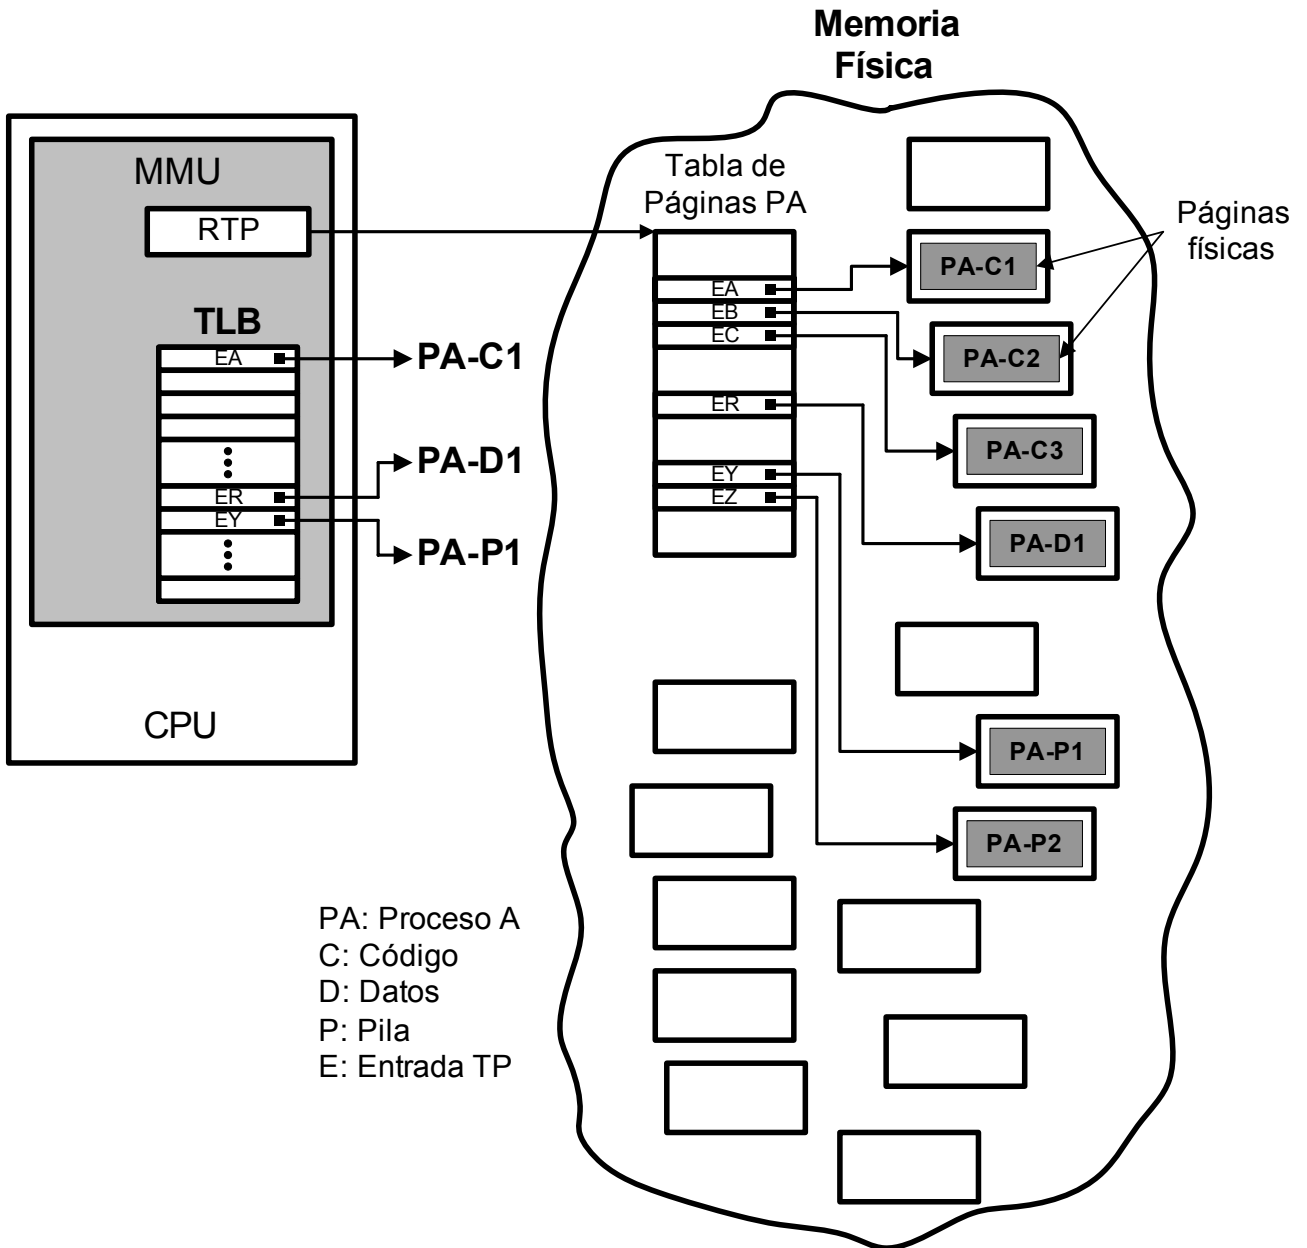 Memoria
Física
MMU
RTP
TLB
EA
ER
EY
CPU
PA-C1
PA-D1
PA-P1
Tabla de
Páginas PA
EA
EB
EC
ER
EY
EZ
PA-C1
PA-C2
PA-C3
PA-D1
PA-P1
PA-P2
Páginas
físicas
PA: Proceso A
C: Código
D: Datos
P: Pila
E: Entrada TP